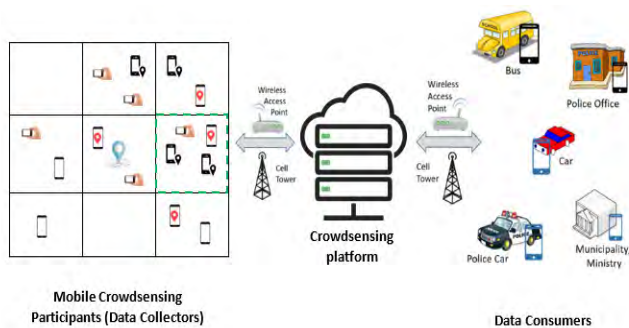 Wireless
Access
Point
Cell
Tower
Mobile Crowdsensing
Participants (Data Collectors)
Crowdsensing
platform
Wireless
Access
Point
Cell
Tower
Bus
Police Office
Car
Police Car
POLICE
Municipality,
Ministry
Data Consumers